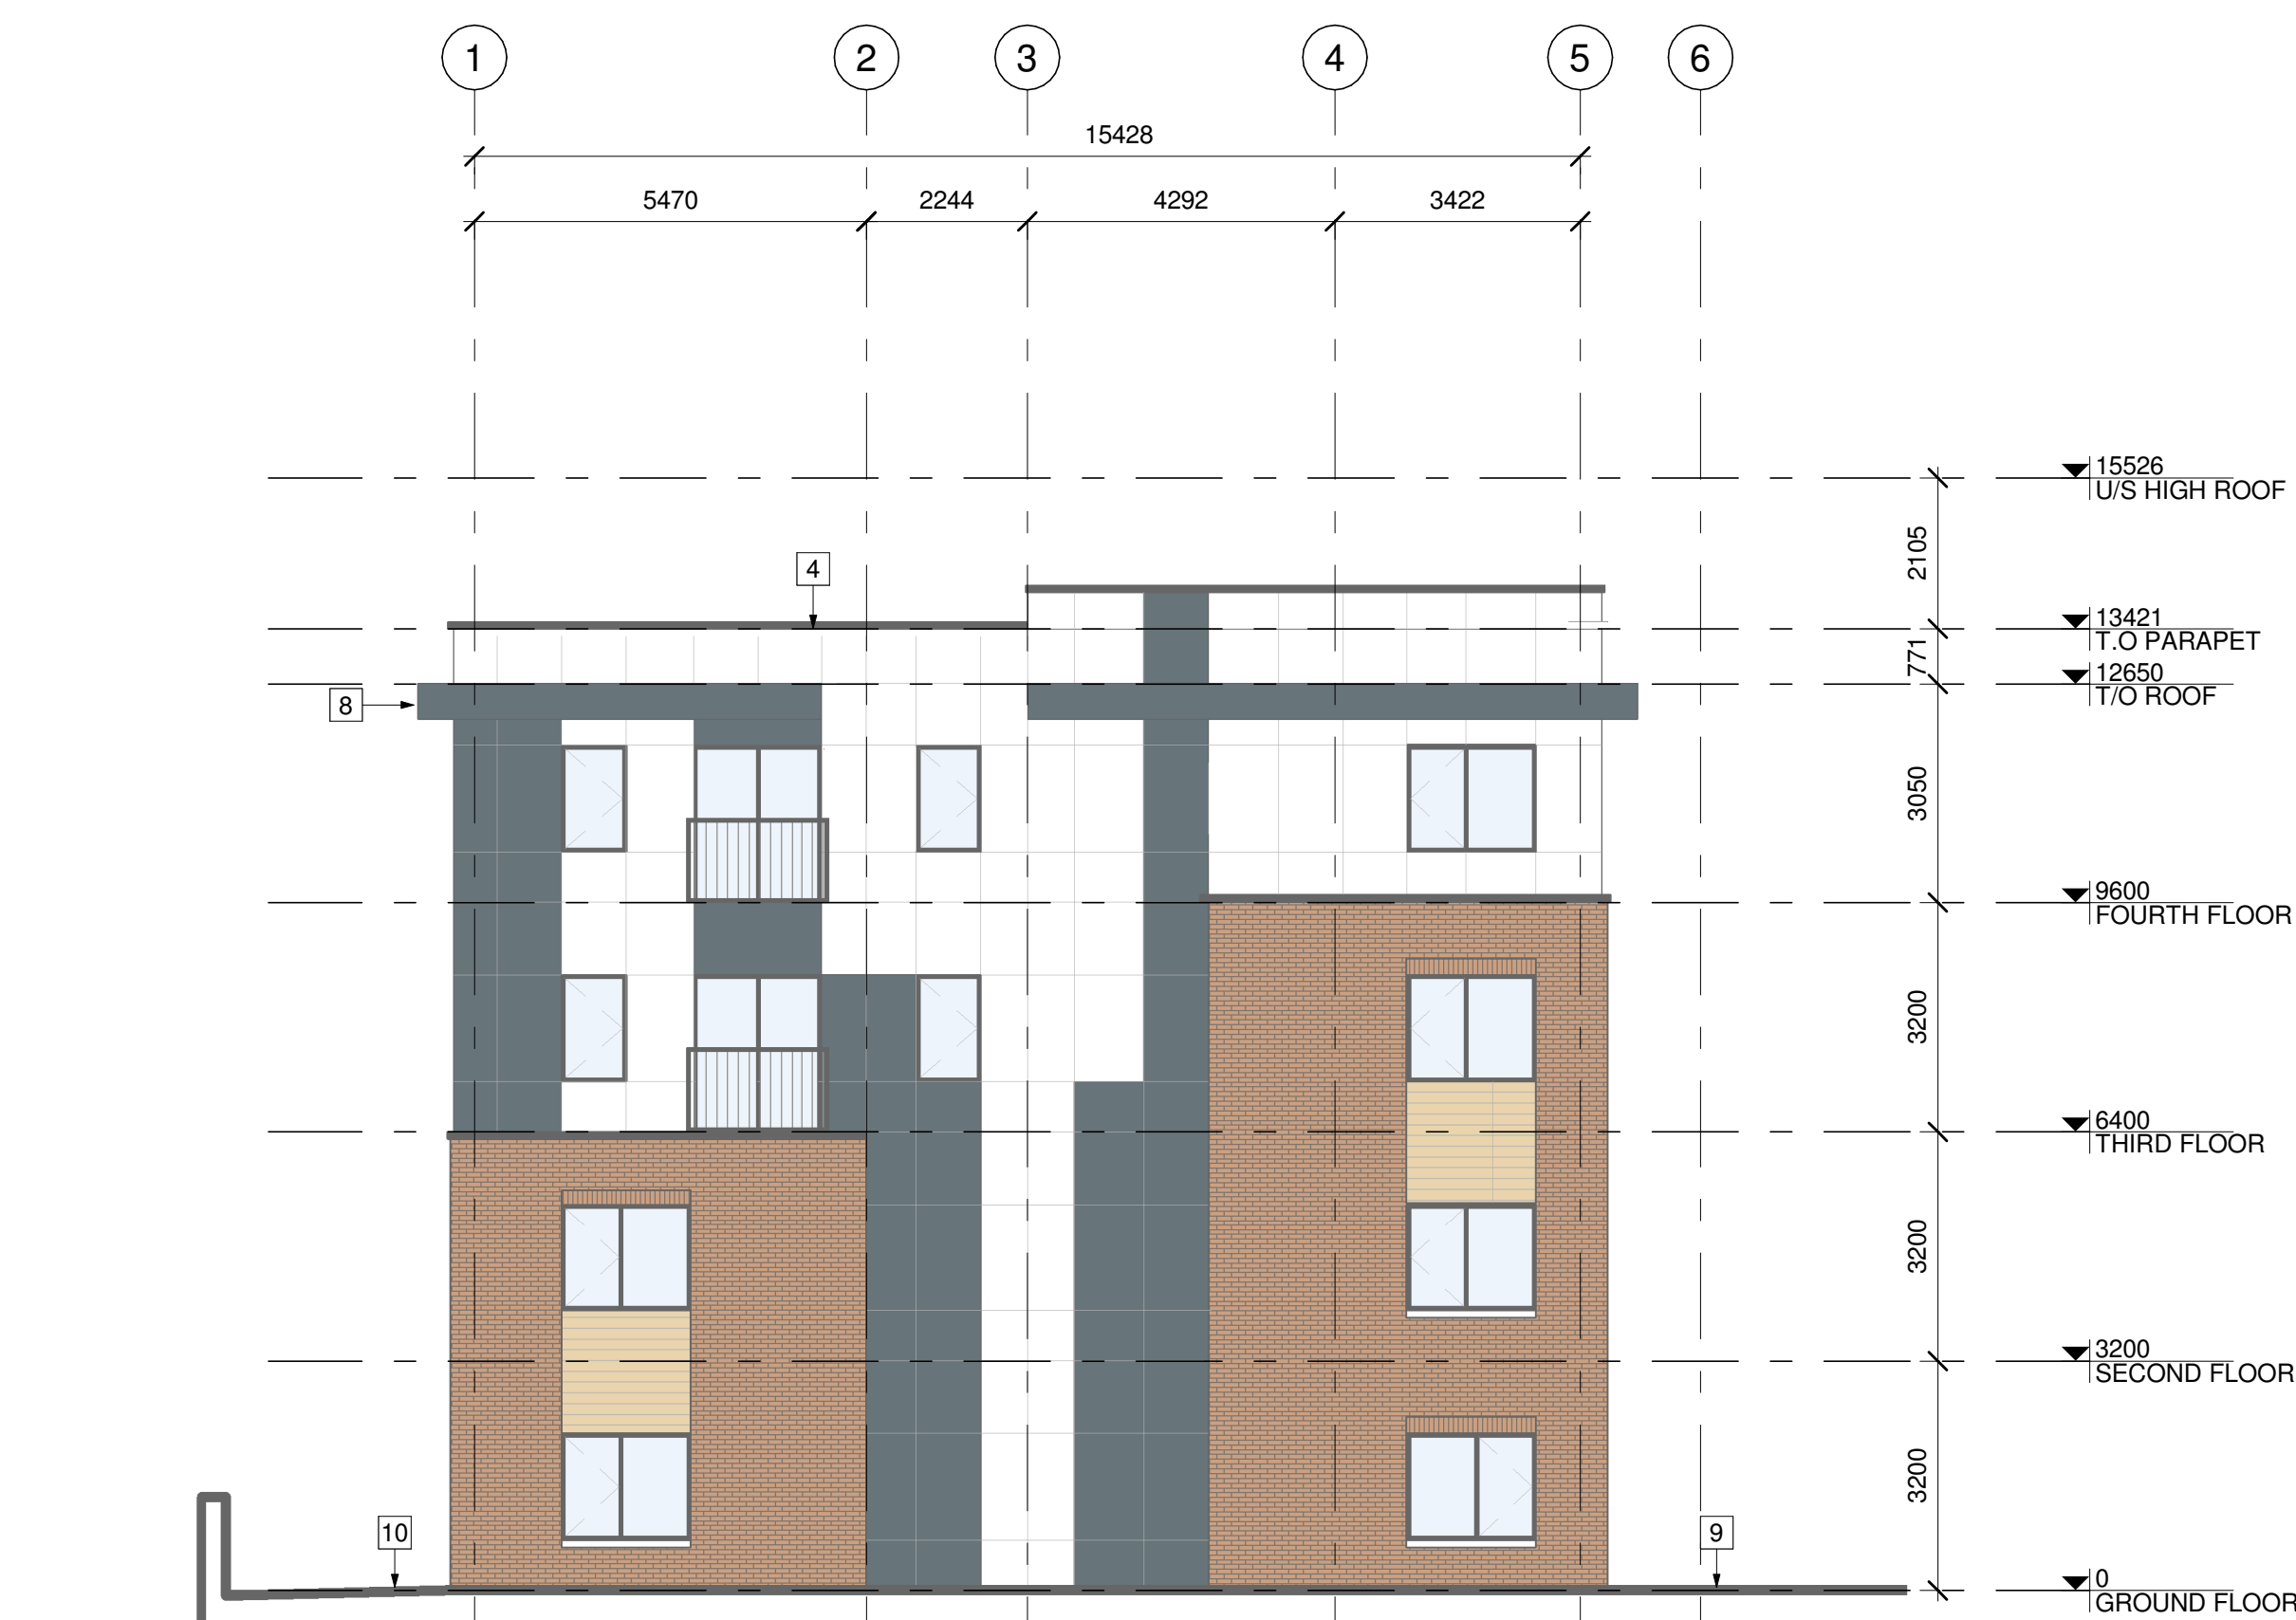 1 2 3 4 5 6
15428
5470 2244 4292 3422
15526
U/S HIGH ROOF
2105
4
13421
T.O PARAPET
771
12650
T/O ROOF
8
3050
9600
FOURTH FLOOR
3200
6400
THIRD FLOOR
3200
3200
SECOND FLOOR
3200
10
9
0
GROUND FLOOR